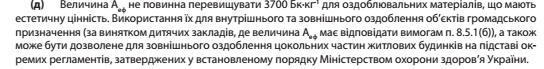 (д) Величина Aеф не повинна перевищувати 3700 Бк·кг¹ для оздоблювальних матеріалів, що мають
естетичну цінність. Використання їх для внутрішнього та зовнішнього оздоблення об’єктів громадського
призначення (за винятком дитячих закладів, де величина Aеф має відповідати вимогам п. 8.5.1(б)), а також
може бути дозволене для зовнішнього оздоблення цокольних частин житлових будинків на підставі ок-
ремих регламентів, затверджених у встановленому порядку Міністерством охорони здоров’я України.